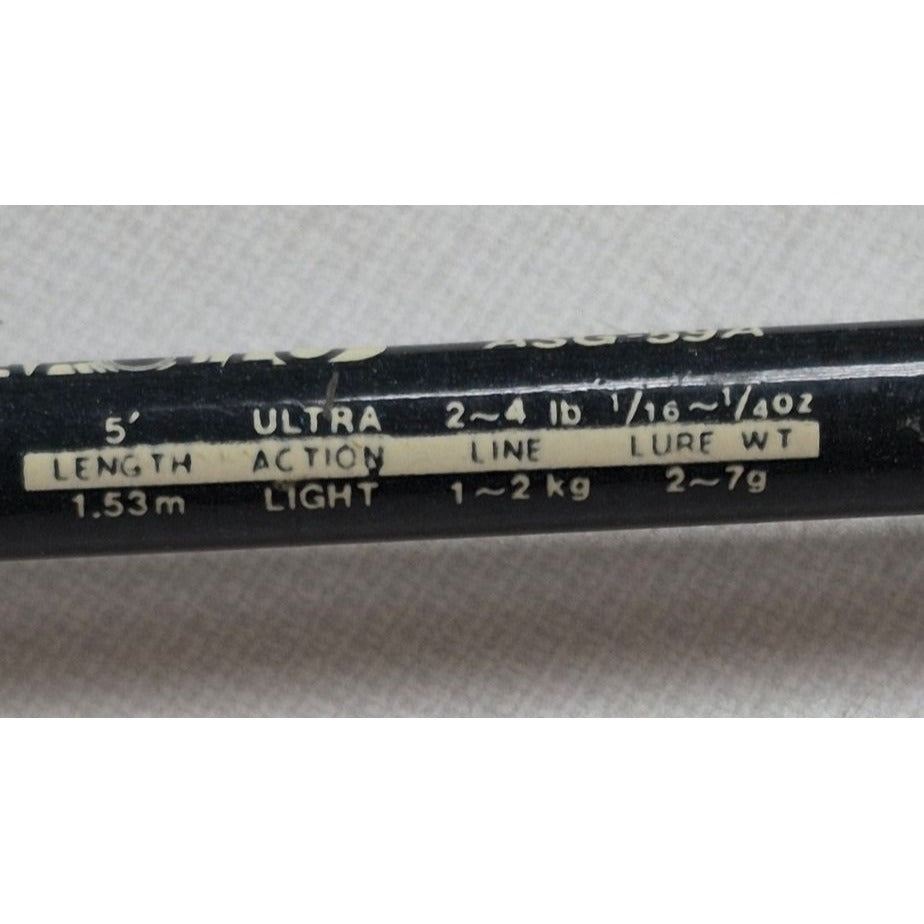 5' ULTRA 2~4 lb 1/16~1/4oz
LENGTH ACTION LINE LURE WT
1.53m LIGHT 1~2 kg 2~7g